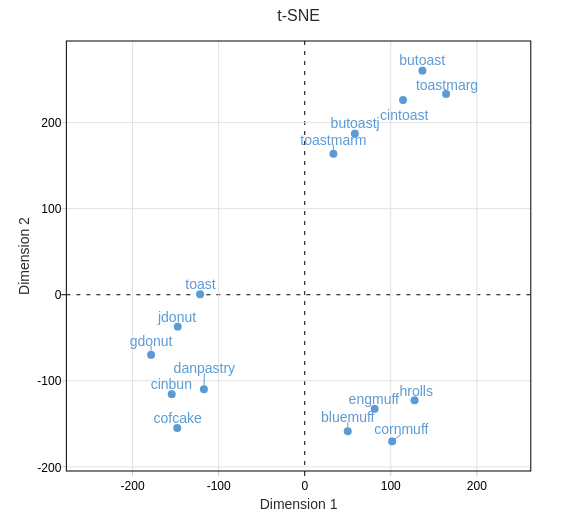 t-SNE
butoast
toastmarg
cintoast
butoastj
toastmarm
toast
jdonut
gdonut
danpastry
cinbun
cofcake
hrolls
engmuff
bluemuff
cornmuff
200
100
0
-100
-200
Dimension 2
-200 -100 0 100 200
Dimension 1